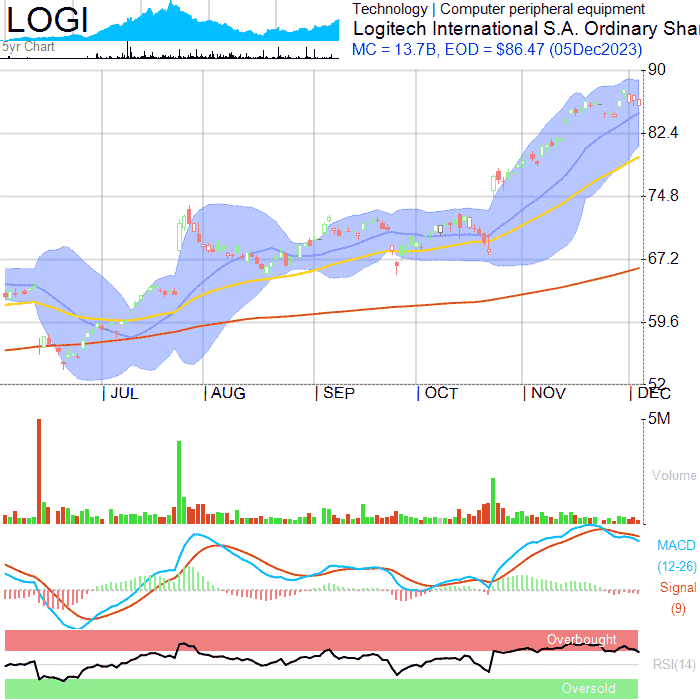 LOGI
5yr Chart
Technology | Computer peripheral equipment
Logitech International S.A. Ordinary Shar
MC = 13.7B, EOD = $86.47 (05Dec2023)
90
82.4
74.8
67.2
59.6
52
JUL AUG SEP OCT NOV DEC
5M
Volume
MACD
(12-26)
Signal
(9)
Overbought
RSI(14)
Oversold